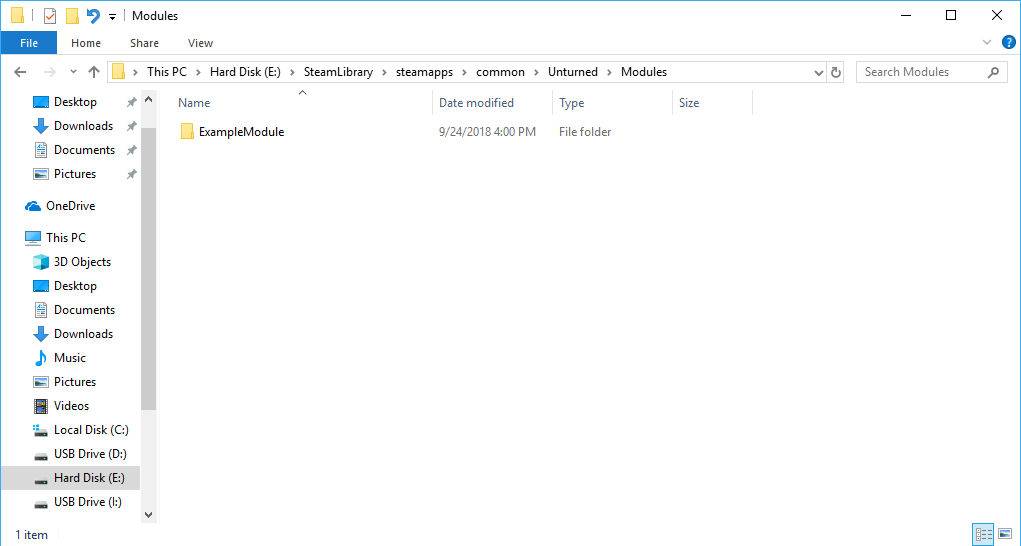 Modules
File Home Share View
This PC Hard Disk (E:) SteamLibrary steamapps common Unturned Modules
Search Modules
Name Date modified Type Size
ExampleModule 9/24/2018 4:00 PM File folder
Desktop
Downloads
Documents
Pictures
OneDrive
This PC
3D Objects
Desktop
Documents
Downloads
Music
Pictures
Videos
Local Disk (C:)
USB Drive (D:)
Hard Disk (E:)
USB Drive (I:)
1 item